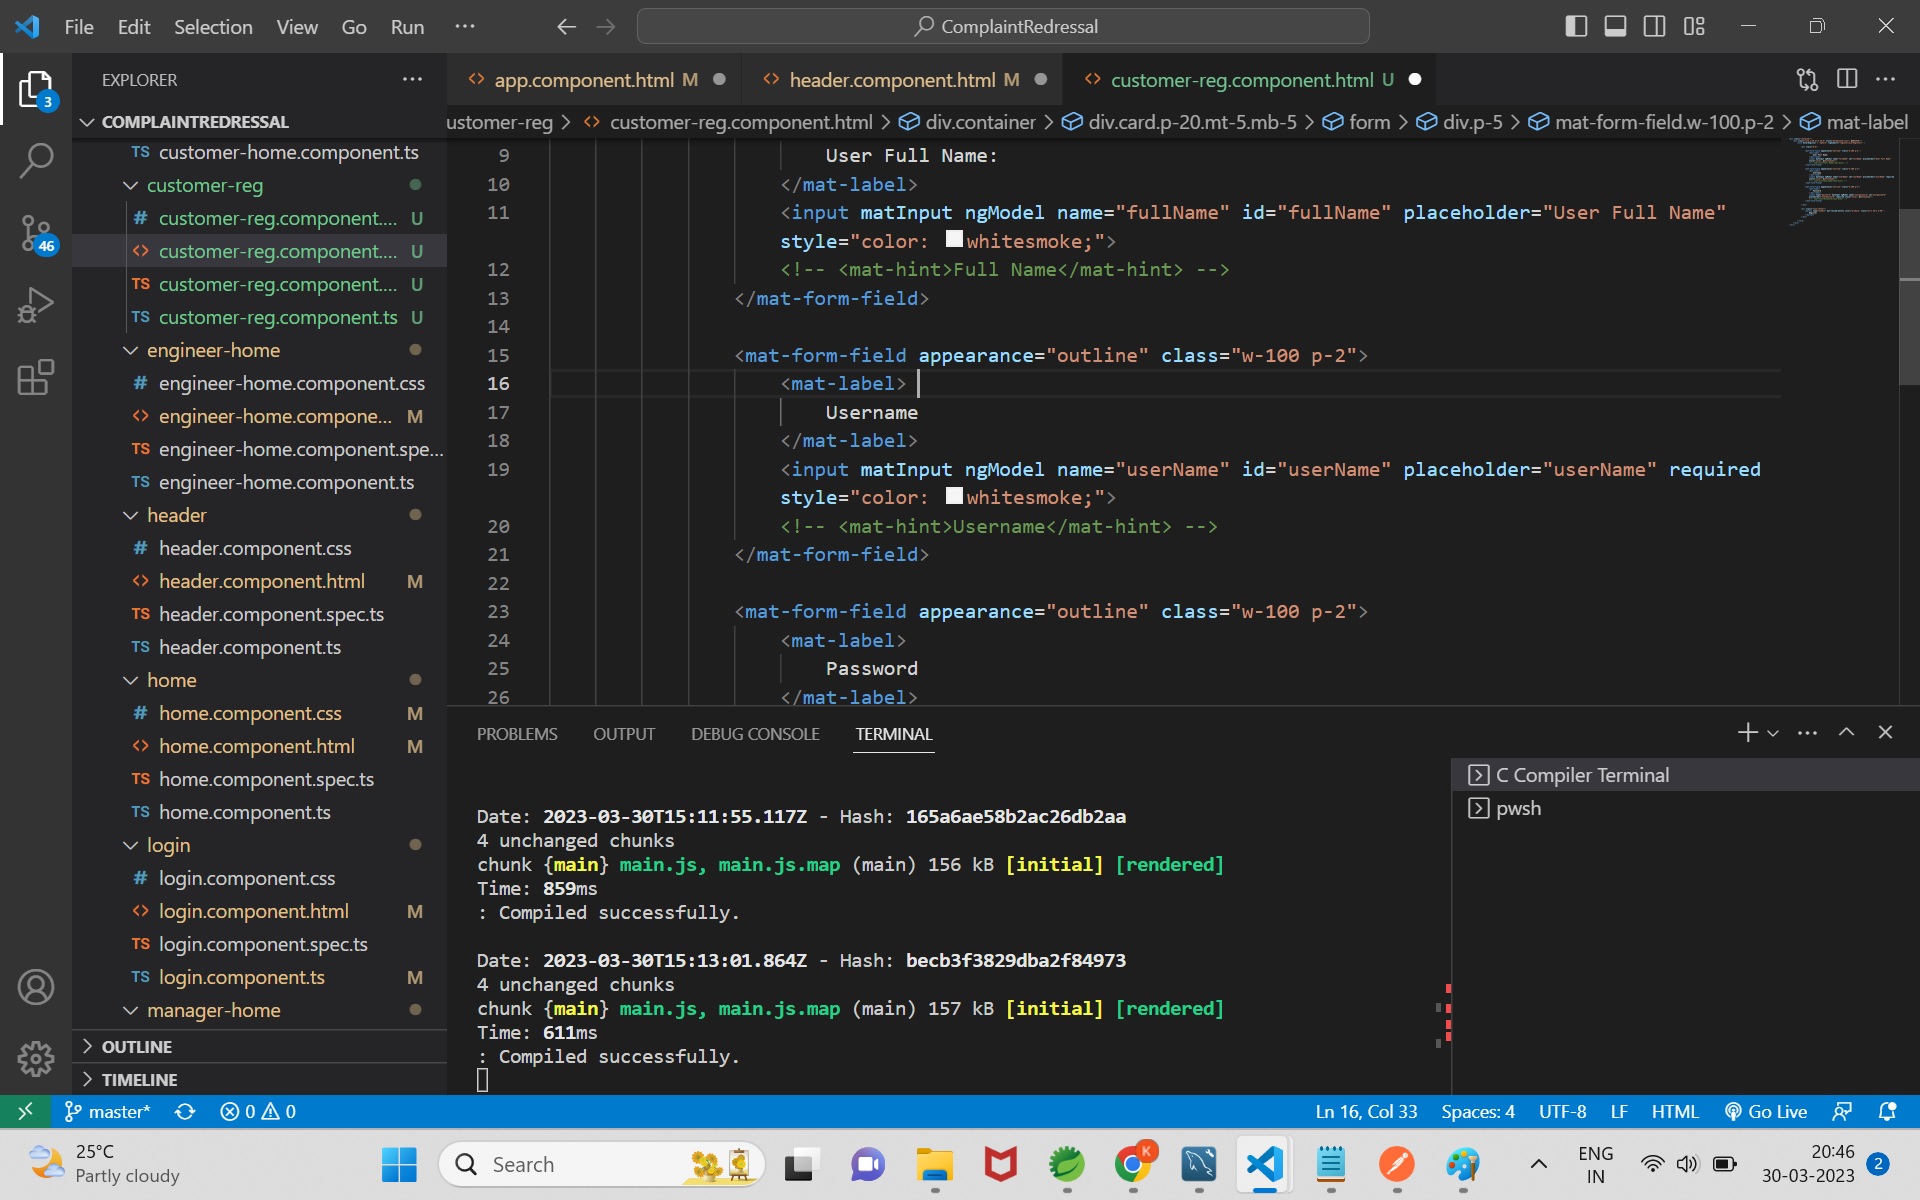 File Edit Selection View Go Run ···
ComplaintRedressal
EXPLORER
3
46
COMPLAINTREDRESSAL
TS customer-home.component.ts
customer-reg
# customer-reg.component.... U
<> customer-reg.component.... U
TS customer-reg.component.... U
TS customer-reg.component.ts U
engineer-home
# engineer-home.component.css
<> engineer-home.compone... M
TS engineer-home.component.spe...
TS engineer-home.component.ts
header
# header.component.css
<> header.component.html M
TS header.component.spec.ts
TS header.component.ts
home
# home.component.css M
<> home.component.html M
TS home.component.spec.ts
TS home.component.ts
login
# login.component.css
<> login.component.html M
TS login.component.spec.ts
TS login.component.ts M
manager-home
OUTLINE
TIMELINE
<> app.component.html M <> header.component.html M <> customer-reg.component.html U
ustomer-reg > <> customer-reg.component.html > div.container > div.card.p-20.mt-5.mb-5 > form > div.p-5 > mat-form-field.w-100.p-2 > mat-label
9 User Full Name:
10 </mat-label>
11 <input matInput ngModel name="fullName" id="fullName" placeholder="User Full Name"
style="color: whitesmoke;">
12 <!-- <mat-hint>Full Name</mat-hint> -->
13 </mat-form-field>
14
15 <mat-form-field appearance="outline" class="w-100 p-2">
16 <mat-label>
17 Username
18 </mat-label>
19 <input matInput ngModel name="userName" id="userName" placeholder="userName" required
style="color: whitesmoke;">
20 <!-- <mat-hint>Username</mat-hint> -->
21 </mat-form-field>
22
23 <mat-form-field appearance="outline" class="w-100 p-2">
24 <mat-label>
25 Password
26 </mat-label>
PROBLEMS OUTPUT DEBUG CONSOLE TERMINAL
Date: 2023-03-30T15:11:55.117Z - Hash: 165a6ae58b2ac26db2aa
4 unchanged chunks
chunk {main} main.js, main.js.map (main) 156 kB [initial] [rendered]
Time: 859ms
: Compiled successfully.
Date: 2023-03-30T15:13:01.864Z - Hash: becb3f3829dba2f84973
4 unchanged chunks
chunk {main} main.js, main.js.map (main) 157 kB [initial] [rendered]
Time: 611ms
: Compiled successfully.
C Compiler Terminal
pwsh
master* 0 0
Ln 16, Col 33 Spaces: 4 UTF-8 LF HTML Go Live
25°C
Partly cloudy
Search
K
ENG
IN
20:46
30-03-2023
2